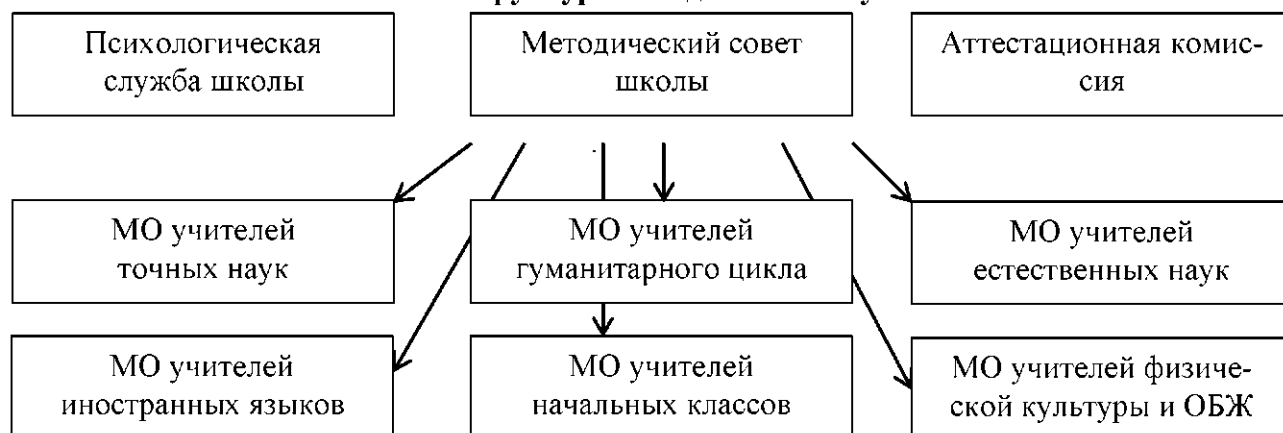 Психологическая
служба школы
Методический совет
школы
Аттестационная комис-
сия
МО учителей
точных наук
МО учителей
гуманитарного цикла
МО учителей
естественных наук
МО учителей
иностранных языков
МО учителей
начальных классов
МО учителей физиче-
ской культуры и ОБЖ